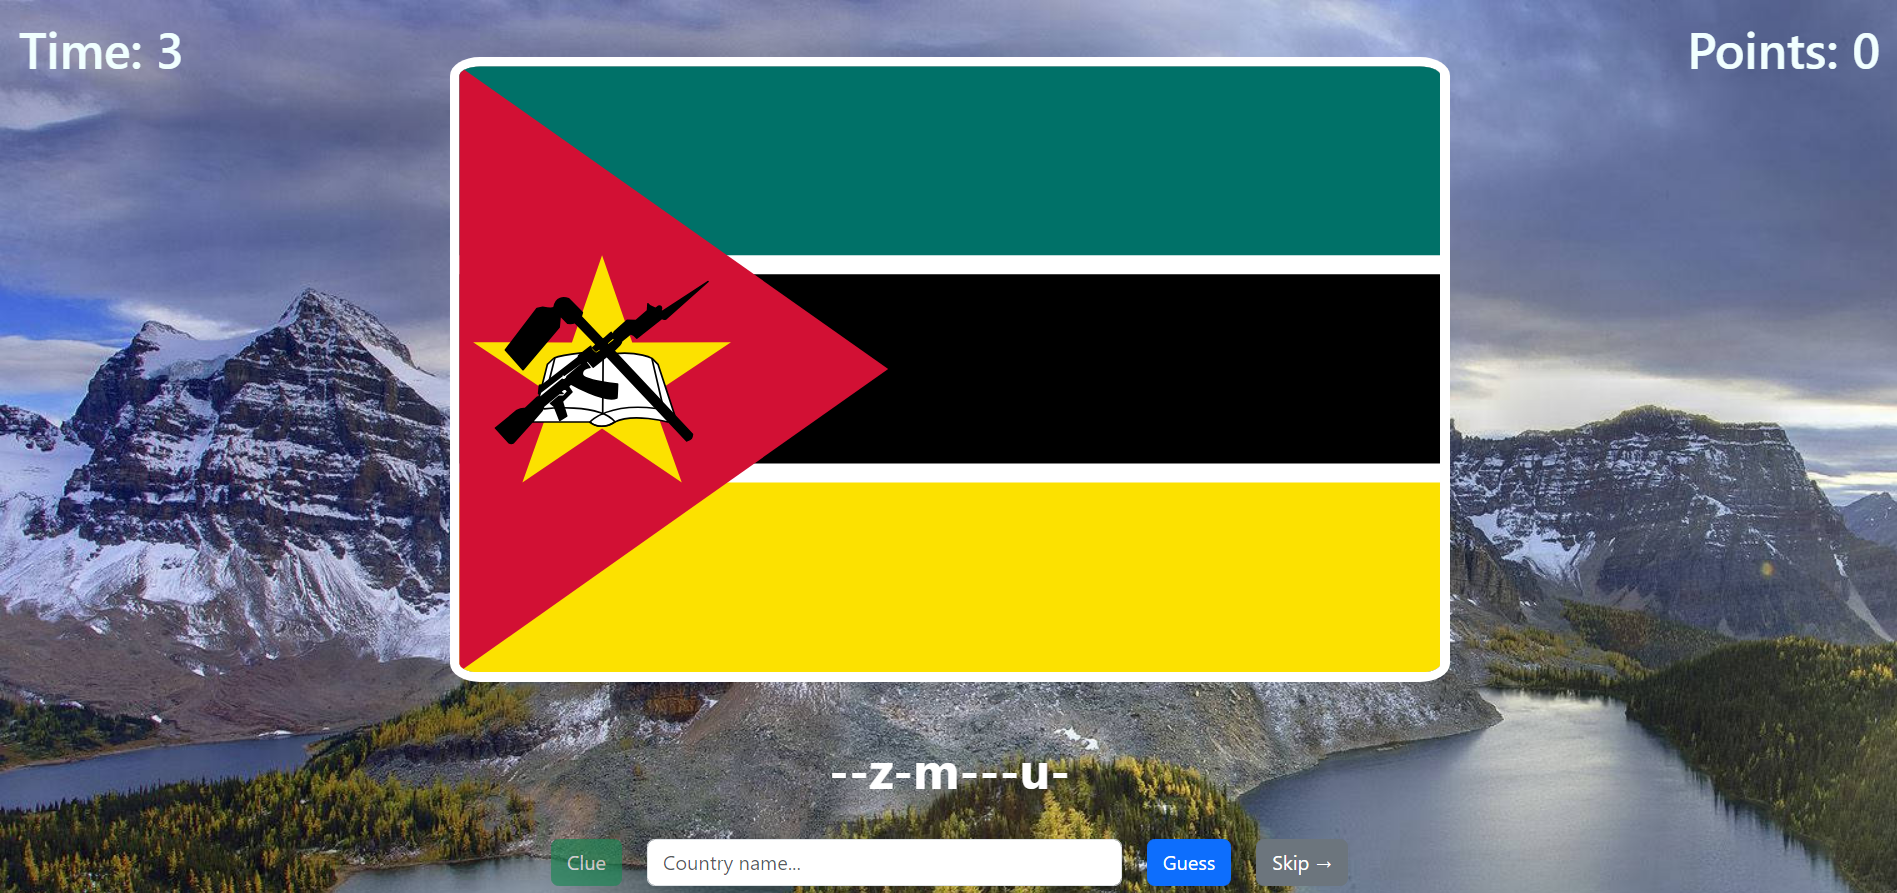 Time: 3
Points: 0
--z-m---u-
Clue
Country name...
Guess
Skip →